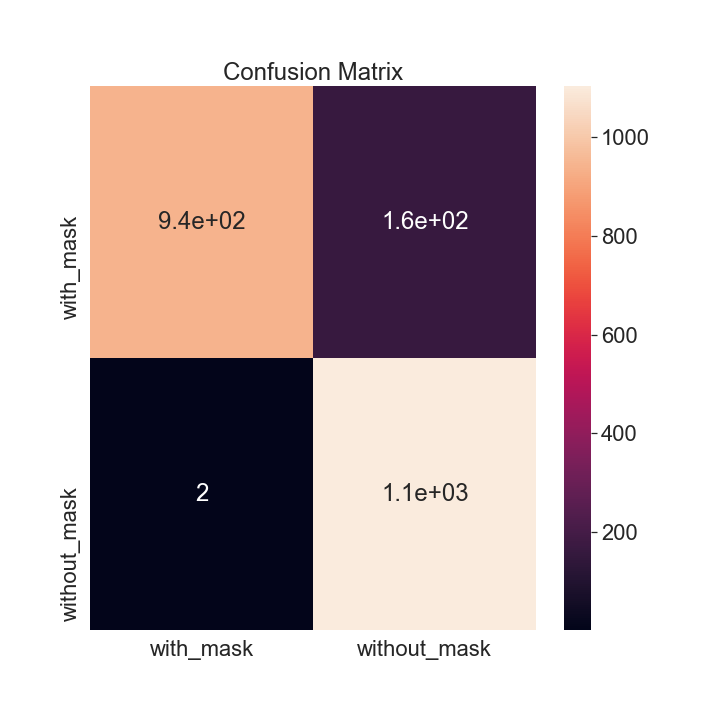 Confusion Matrix
with_mask
9.4e+02
1.6e+02
without_mask
2
1.1e+03
with_mask
without_mask
1000
800
600
400
200